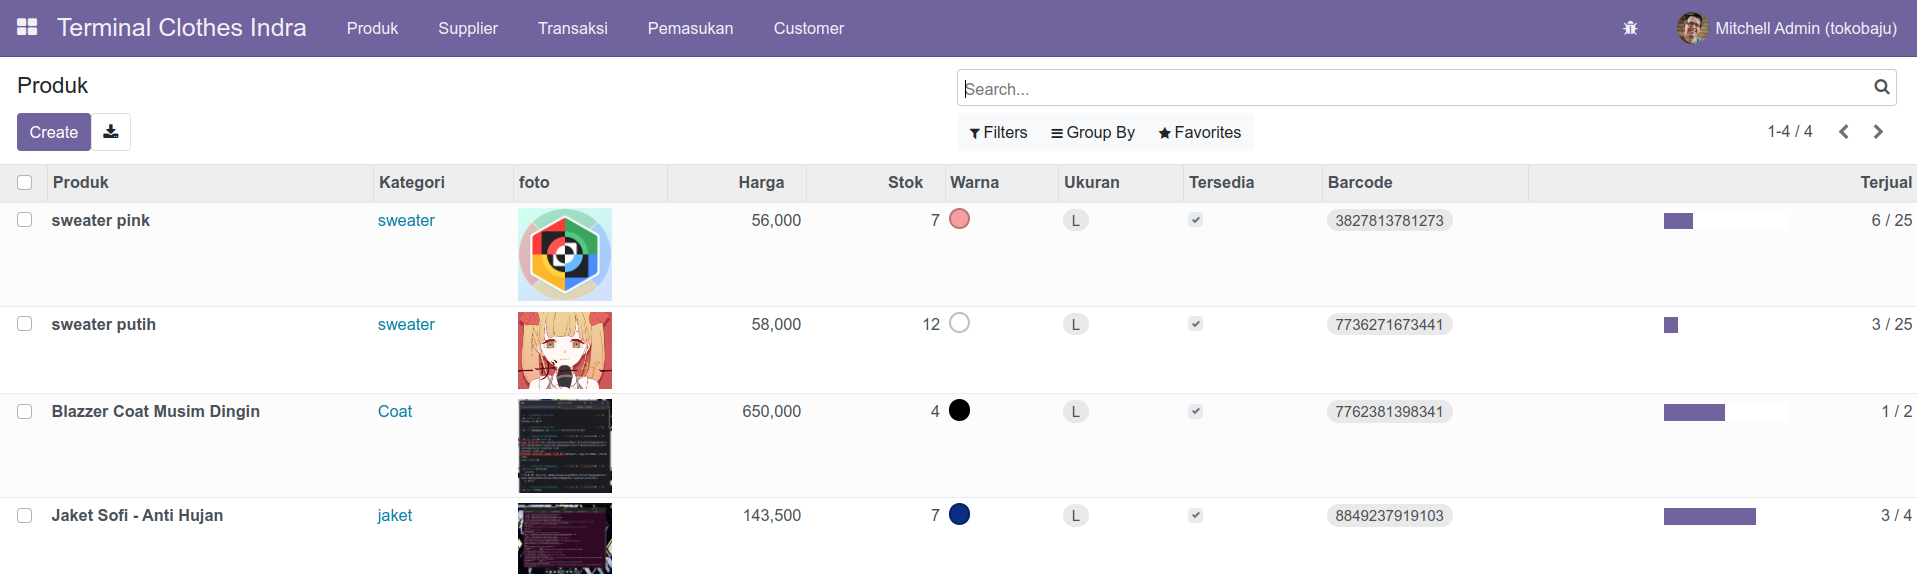 Terminal Clothes Indra Produk Supplier Transaksi Pemasukan Customer Mitchell Admin (tokobaju)
Produk
Search...
Create
Filters Group By Favorites
1-4 / 4
Produk Kategori foto Harga Stok Warna Ukuran Tersedia Barcode Terjual
sweater pink sweater 56,000 7 L 3827813781273 6 / 25
sweater putih sweater 58,000 12 L 7736271673441 3 / 25
Blazzer Coat Musim Dingin Coat 650,000 4 L 7762381398341 1 / 2
Jaket Sofi - Anti Hujan jaket 143,500 7 L 8849237919103 3 / 4